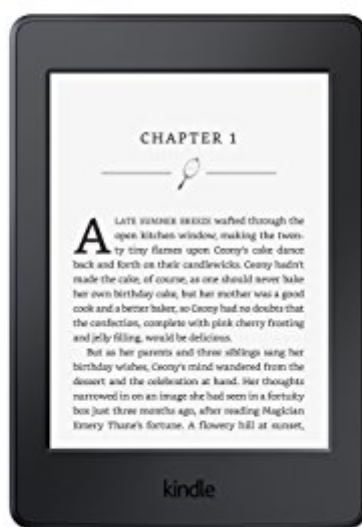 CHAPTER 1
A LATE SUMMER BREEZE wafted through the
open kitchen window, making the twen-
ty tiny flames upon Ceony's cake dance
back and forth on their candlewicks. Ceony hadn't
made the cake, of course, as one should never bake
her own birthday cake, but her mother was a good
cook and a better baker, so Ceony had no doubts that
the confection, complete with pink cherry frosting
and jelly filling, would be delicious.
But as her parents and three siblings sang her
birthday wishes, Ceony's mind wandered from the
dessert and the celebration at hand. Her thoughts
narrowed in on an image she had seen in a fortuity
box just three months ago, after reading Magician
Emery Thane's fortune. A flowery hill at sunset,
kindle